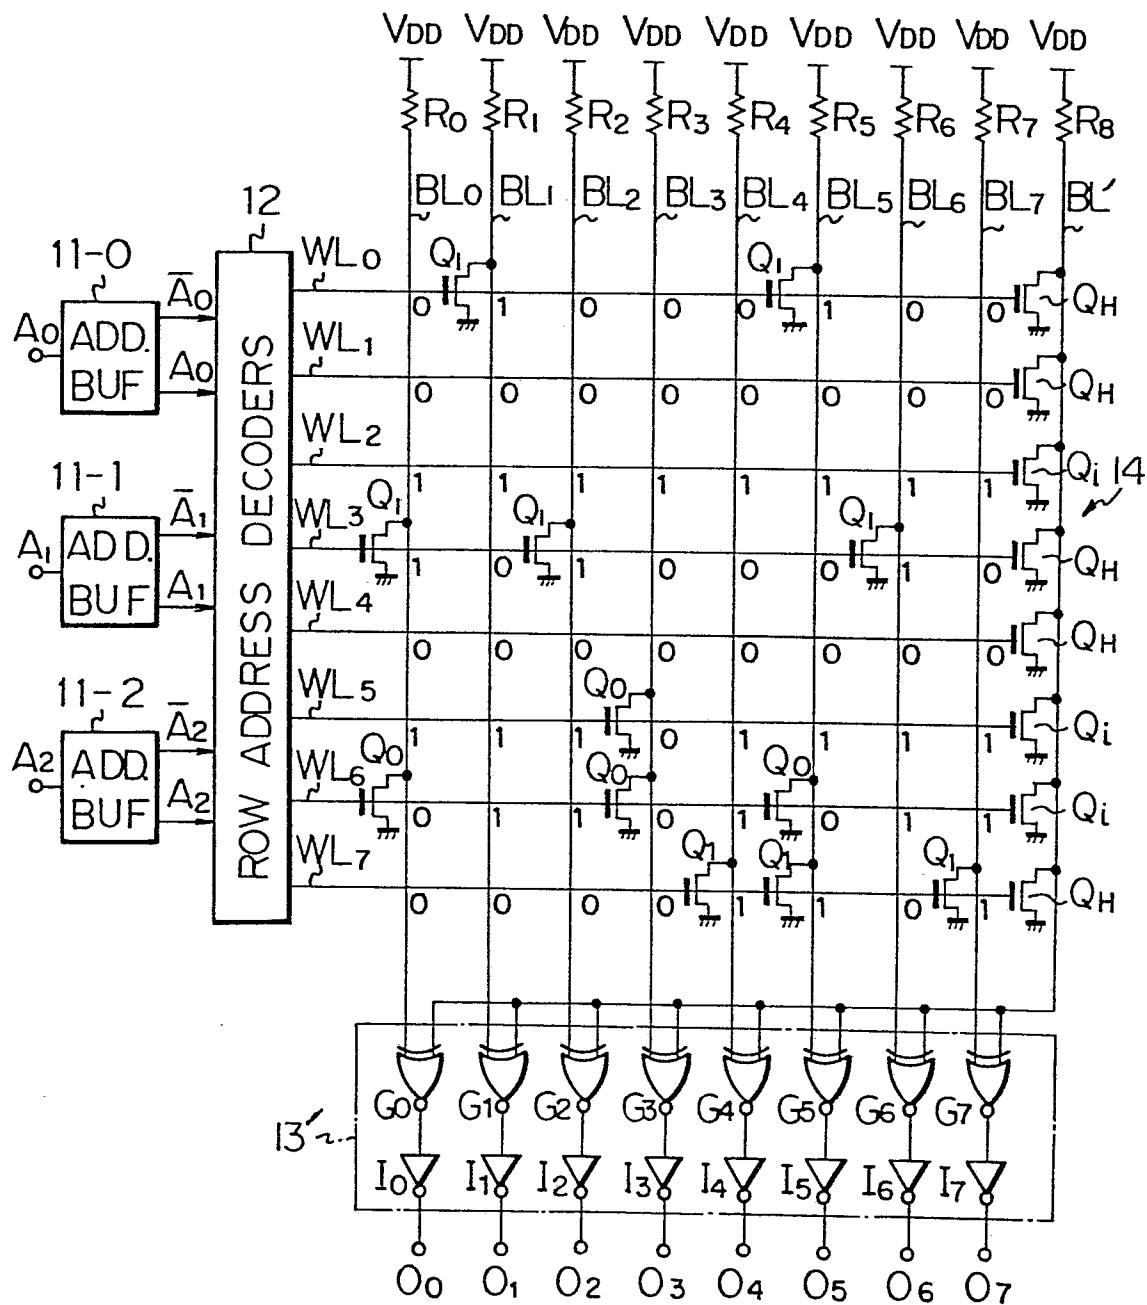 VDD VDD VDD VDD VDD VDD VDD VDD VDD
R0 R1 R2 R3 R4 R5 R6 R7 R8
BL0 BL1 BL2 BL3 BL4 BL5 BL6 BL7 BL'
12
11-0
A0
ADD.
BUF
A̅0
A0
11-1
A1
ADD.
BUF
A̅1
A1
11-2
A2
ADD.
BUF
A̅2
A2
ROW ADDRESS DECODERS
WL0 Q1 Q1 QH
0 1 0 0 0 1 0 0
WL1 QH
0 0 0 0 0 0 0 0
WL2 Qi 14
1 1 1 1 1 1 1 1
WL3 Q1 Q1 Q1 QH
1 0 1 0 0 0 1 0
WL4 QH
0 0 0 0 0 0 0 0
WL5 Q0 Qi
1 1 1 0 1 1 1 1
WL6 Q0 Q0 Q0 Qi
0 1 1 0 1 0 1 1
WL7 Q1 Q1 Q1 QH
0 0 0 0 1 1 0 1
G0 G1 G2 G3 G4 G5 G6 G7
13'
I0 I1 I2 I3 I4 I5 I6 I7
O0 O1 O2 O3 O4 O5 O6 O7